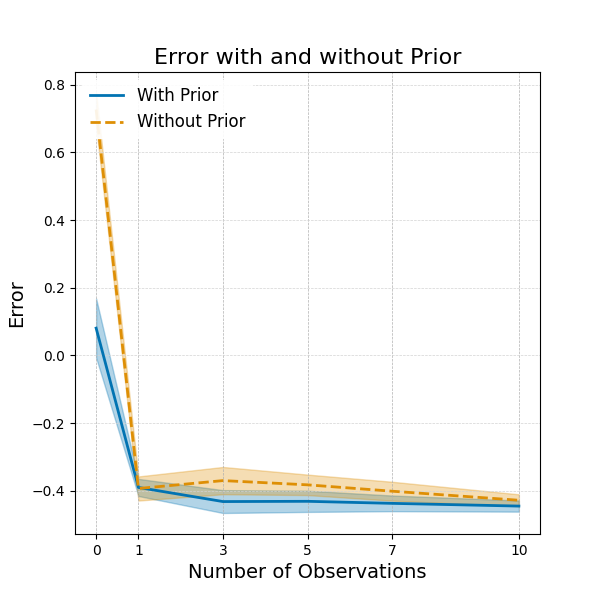 Error with and without Prior
With Prior
Without Prior
0.8
0.6
0.4
0.2
0.0
−0.2
−0.4
Error
0 1 3 5 7 10
Number of Observations